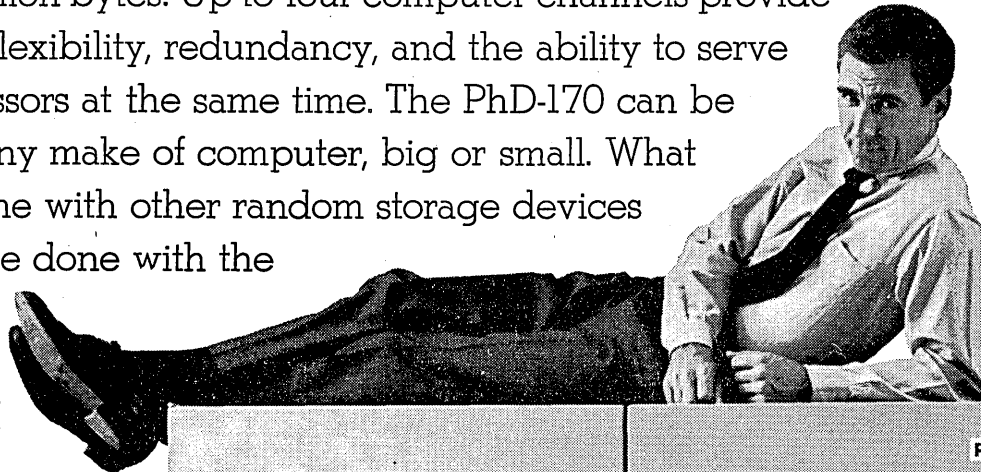 lion bytes. Up to four computer channels provide
lexibility, redundancy, and the ability to serve
ssors at the same time. The PhD-170 can be
ny make of computer, big or small. What
ne with other random storage devices
e done with the